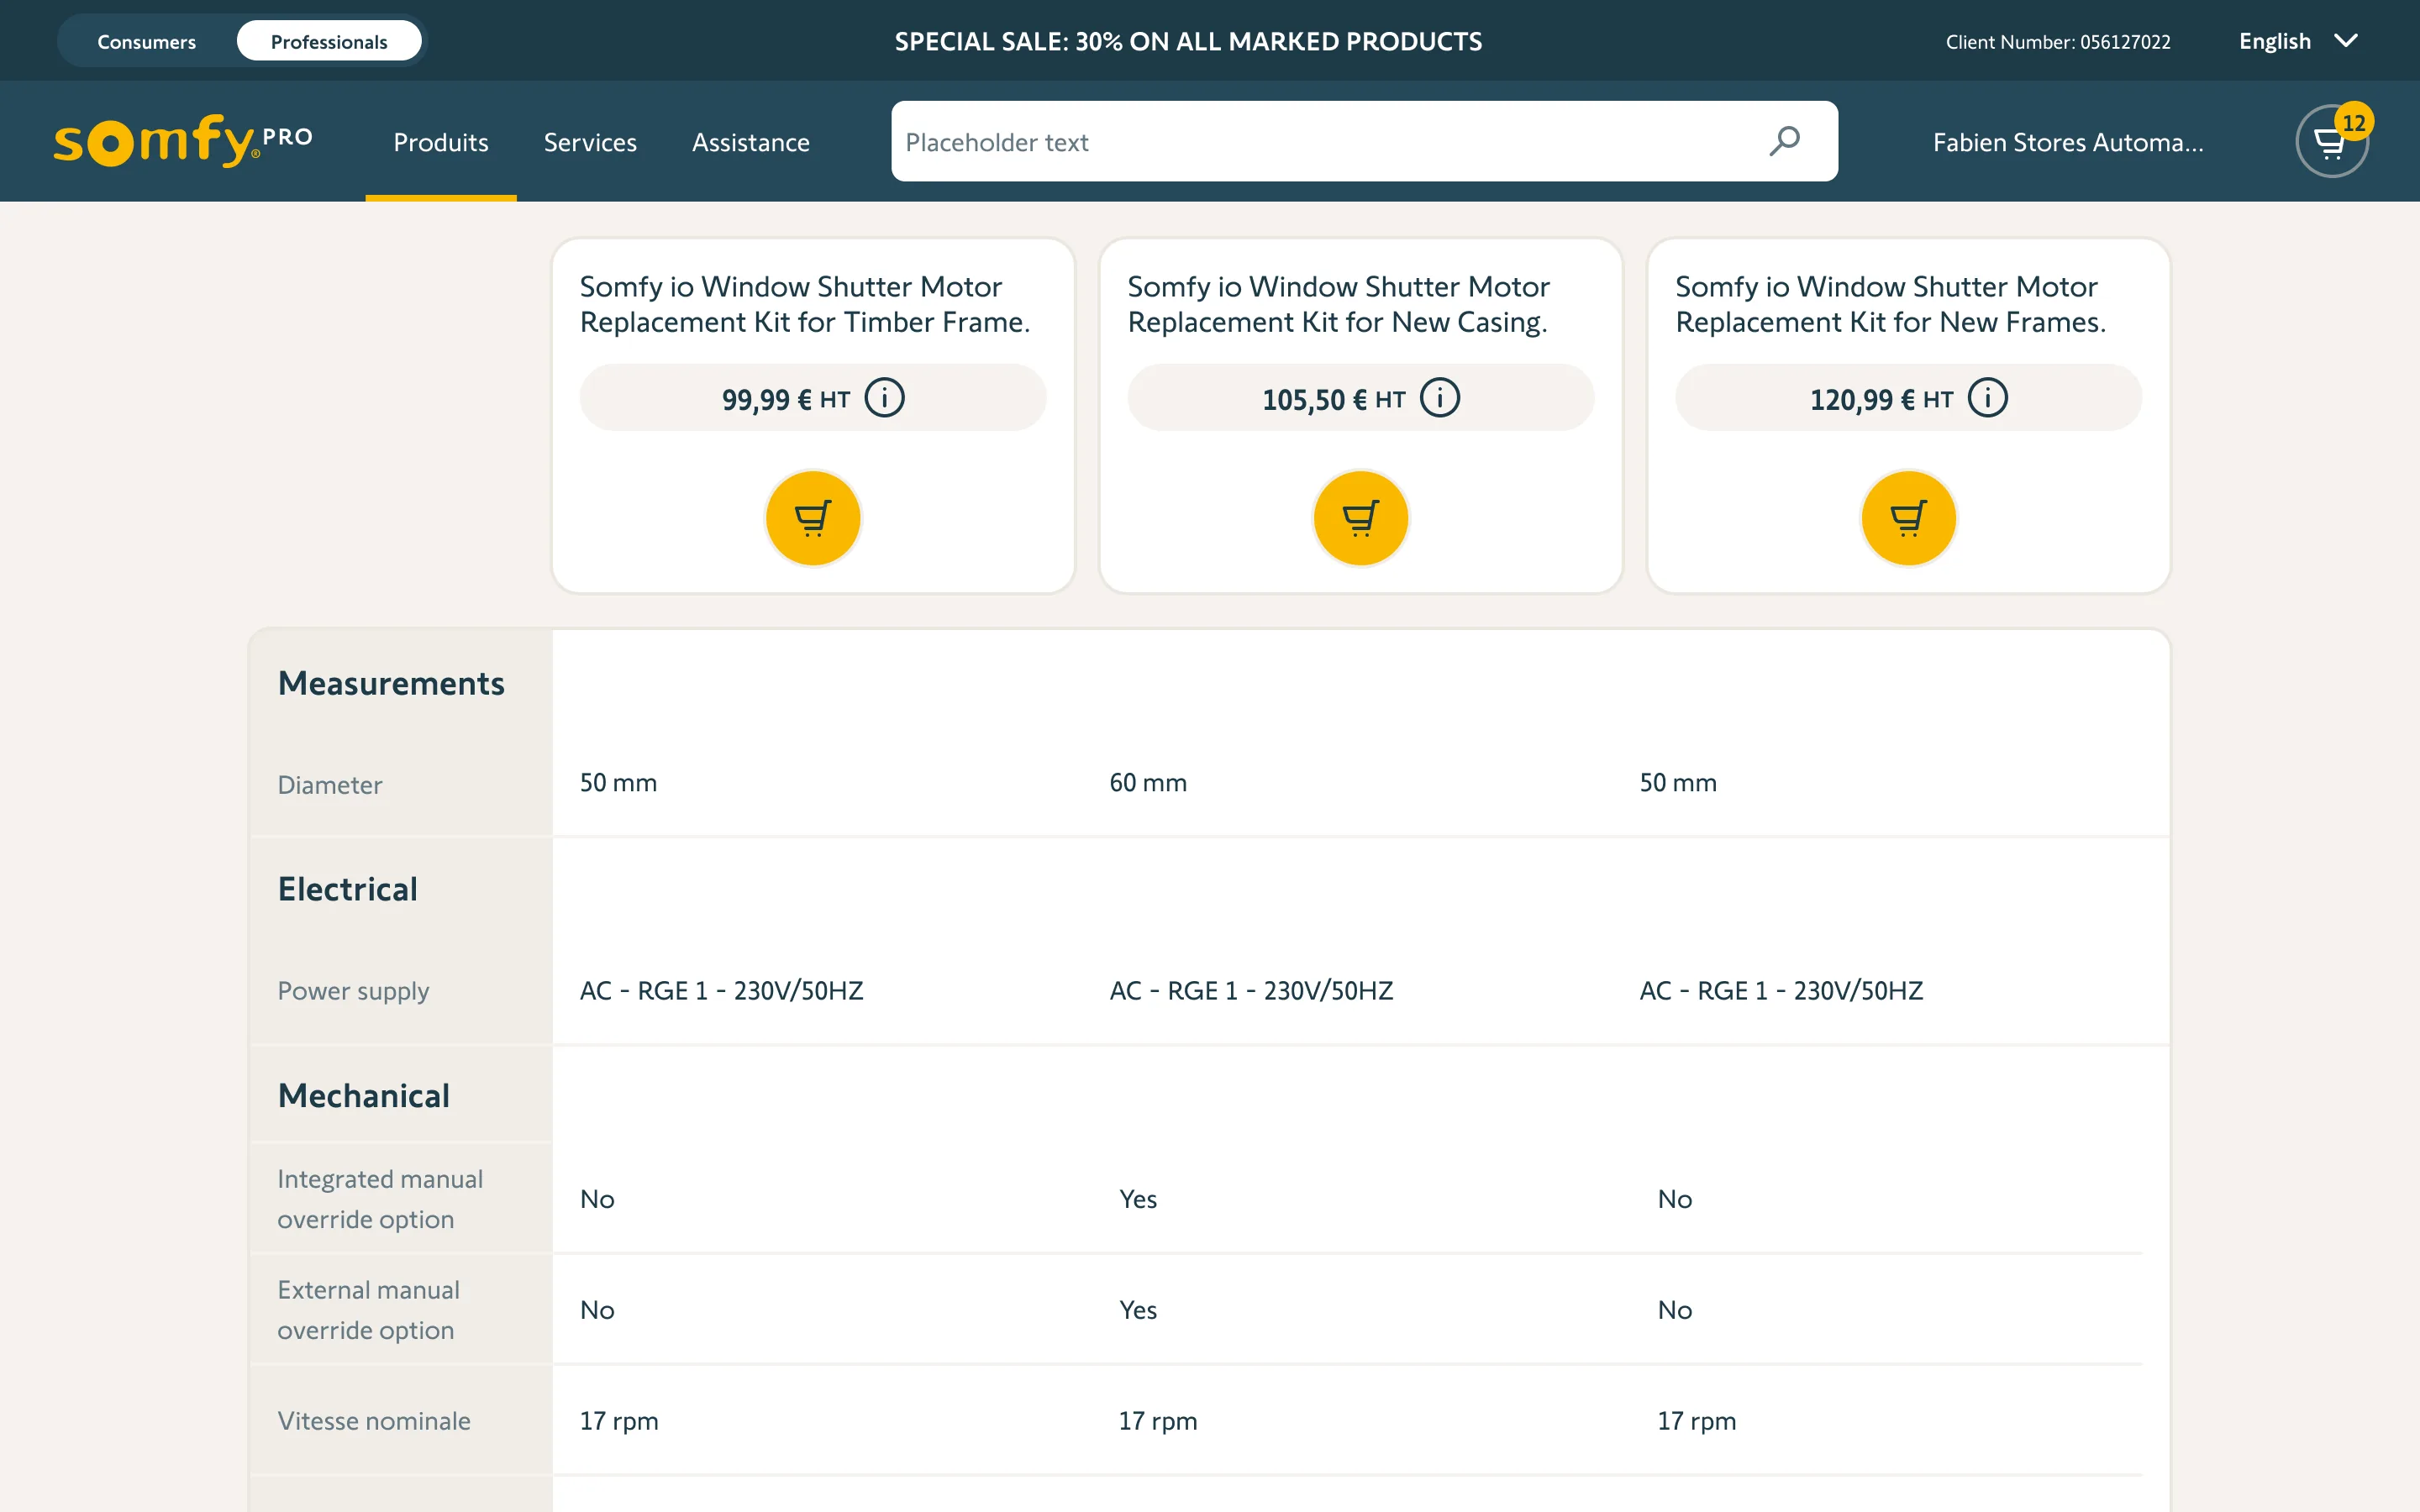 Consumers
Professionals
SPECIAL SALE: 30% ON ALL MARKED PRODUCTS
Client Number: 056127022
English
somfy® PRO
Produits
Services
Assistance
Placeholder text
Fabien Stores Automa...
12
Somfy io Window Shutter Motor
Replacement Kit for Timber Frame.
99,99 € HT
Somfy io Window Shutter Motor
Replacement Kit for New Casing.
105,50 € HT
Somfy io Window Shutter Motor
Replacement Kit for New Frames.
120,99 € HT
Measurements
Diameter
50 mm
60 mm
50 mm
Electrical
Power supply
AC - RGE 1 - 230V/50HZ
AC - RGE 1 - 230V/50HZ
AC - RGE 1 - 230V/50HZ
Mechanical
Integrated manual
override option
No
Yes
No
External manual
override option
No
Yes
No
Vitesse nominale
17 rpm
17 rpm
17 rpm